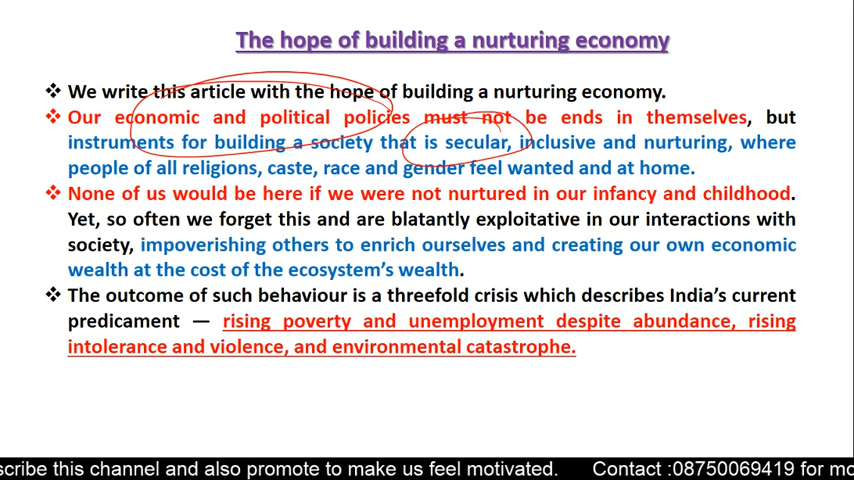 The hope of building a nurturing economy
❖ We write this article with the hope of building a nurturing economy.
❖ Our economic and political policies must not be ends in themselves, but
instruments for building a society that is secular, inclusive and nurturing, where
people of all religions, caste, race and gender feel wanted and at home.
❖ None of us would be here if we were not nurtured in our infancy and childhood.
Yet, so often we forget this and are blatantly exploitative in our interactions with
society, impoverishing others to enrich ourselves and creating our own economic
wealth at the cost of the ecosystem's wealth.
❖ The outcome of such behaviour is a threefold crisis which describes India's current
predicament — rising poverty and unemployment despite abundance, rising
intolerance and violence, and environmental catastrophe.
scribe this channel and also promote to make us feel motivated. Contact :08750069419 for mo